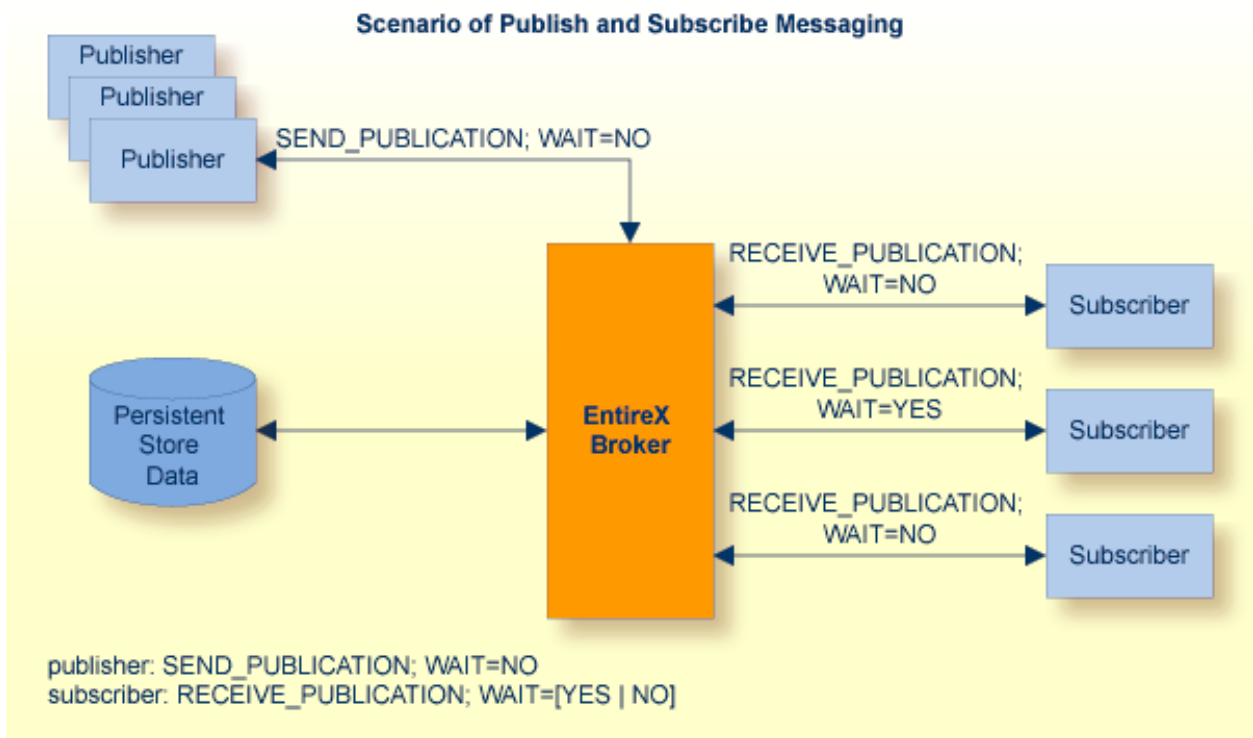 Scenario of Publish and Subscribe Messaging
Publisher
Publisher
Publisher
SEND_PUBLICATION; WAIT=NO
RECEIVE_PUBLICATION;
WAIT=NO
Subscriber
Persistent
Store
Data
EntireX
Broker
RECEIVE_PUBLICATION;
WAIT=YES
Subscriber
RECEIVE_PUBLICATION;
WAIT=NO
Subscriber
publisher: SEND_PUBLICATION; WAIT=NO
subscriber: RECEIVE_PUBLICATION; WAIT=[YES | NO]